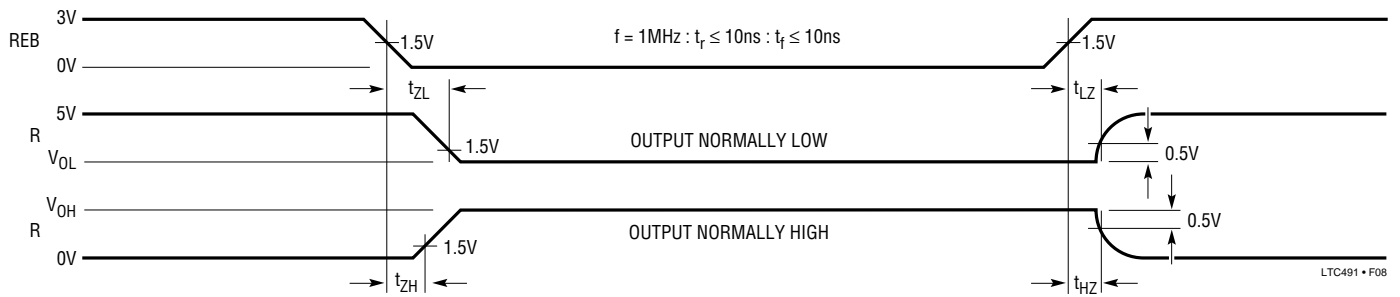 3V
REB
1.5V
f = 1MHz : tr ≤ 10ns : tf ≤ 10ns
1.5V
0V
tZL
tLZ
5V
R
1.5V
OUTPUT NORMALLY LOW
0.5V
VOL
VOH
R
1.5V
OUTPUT NORMALLY HIGH
0.5V
0V
tZH
tHZ
LTC491 • F08